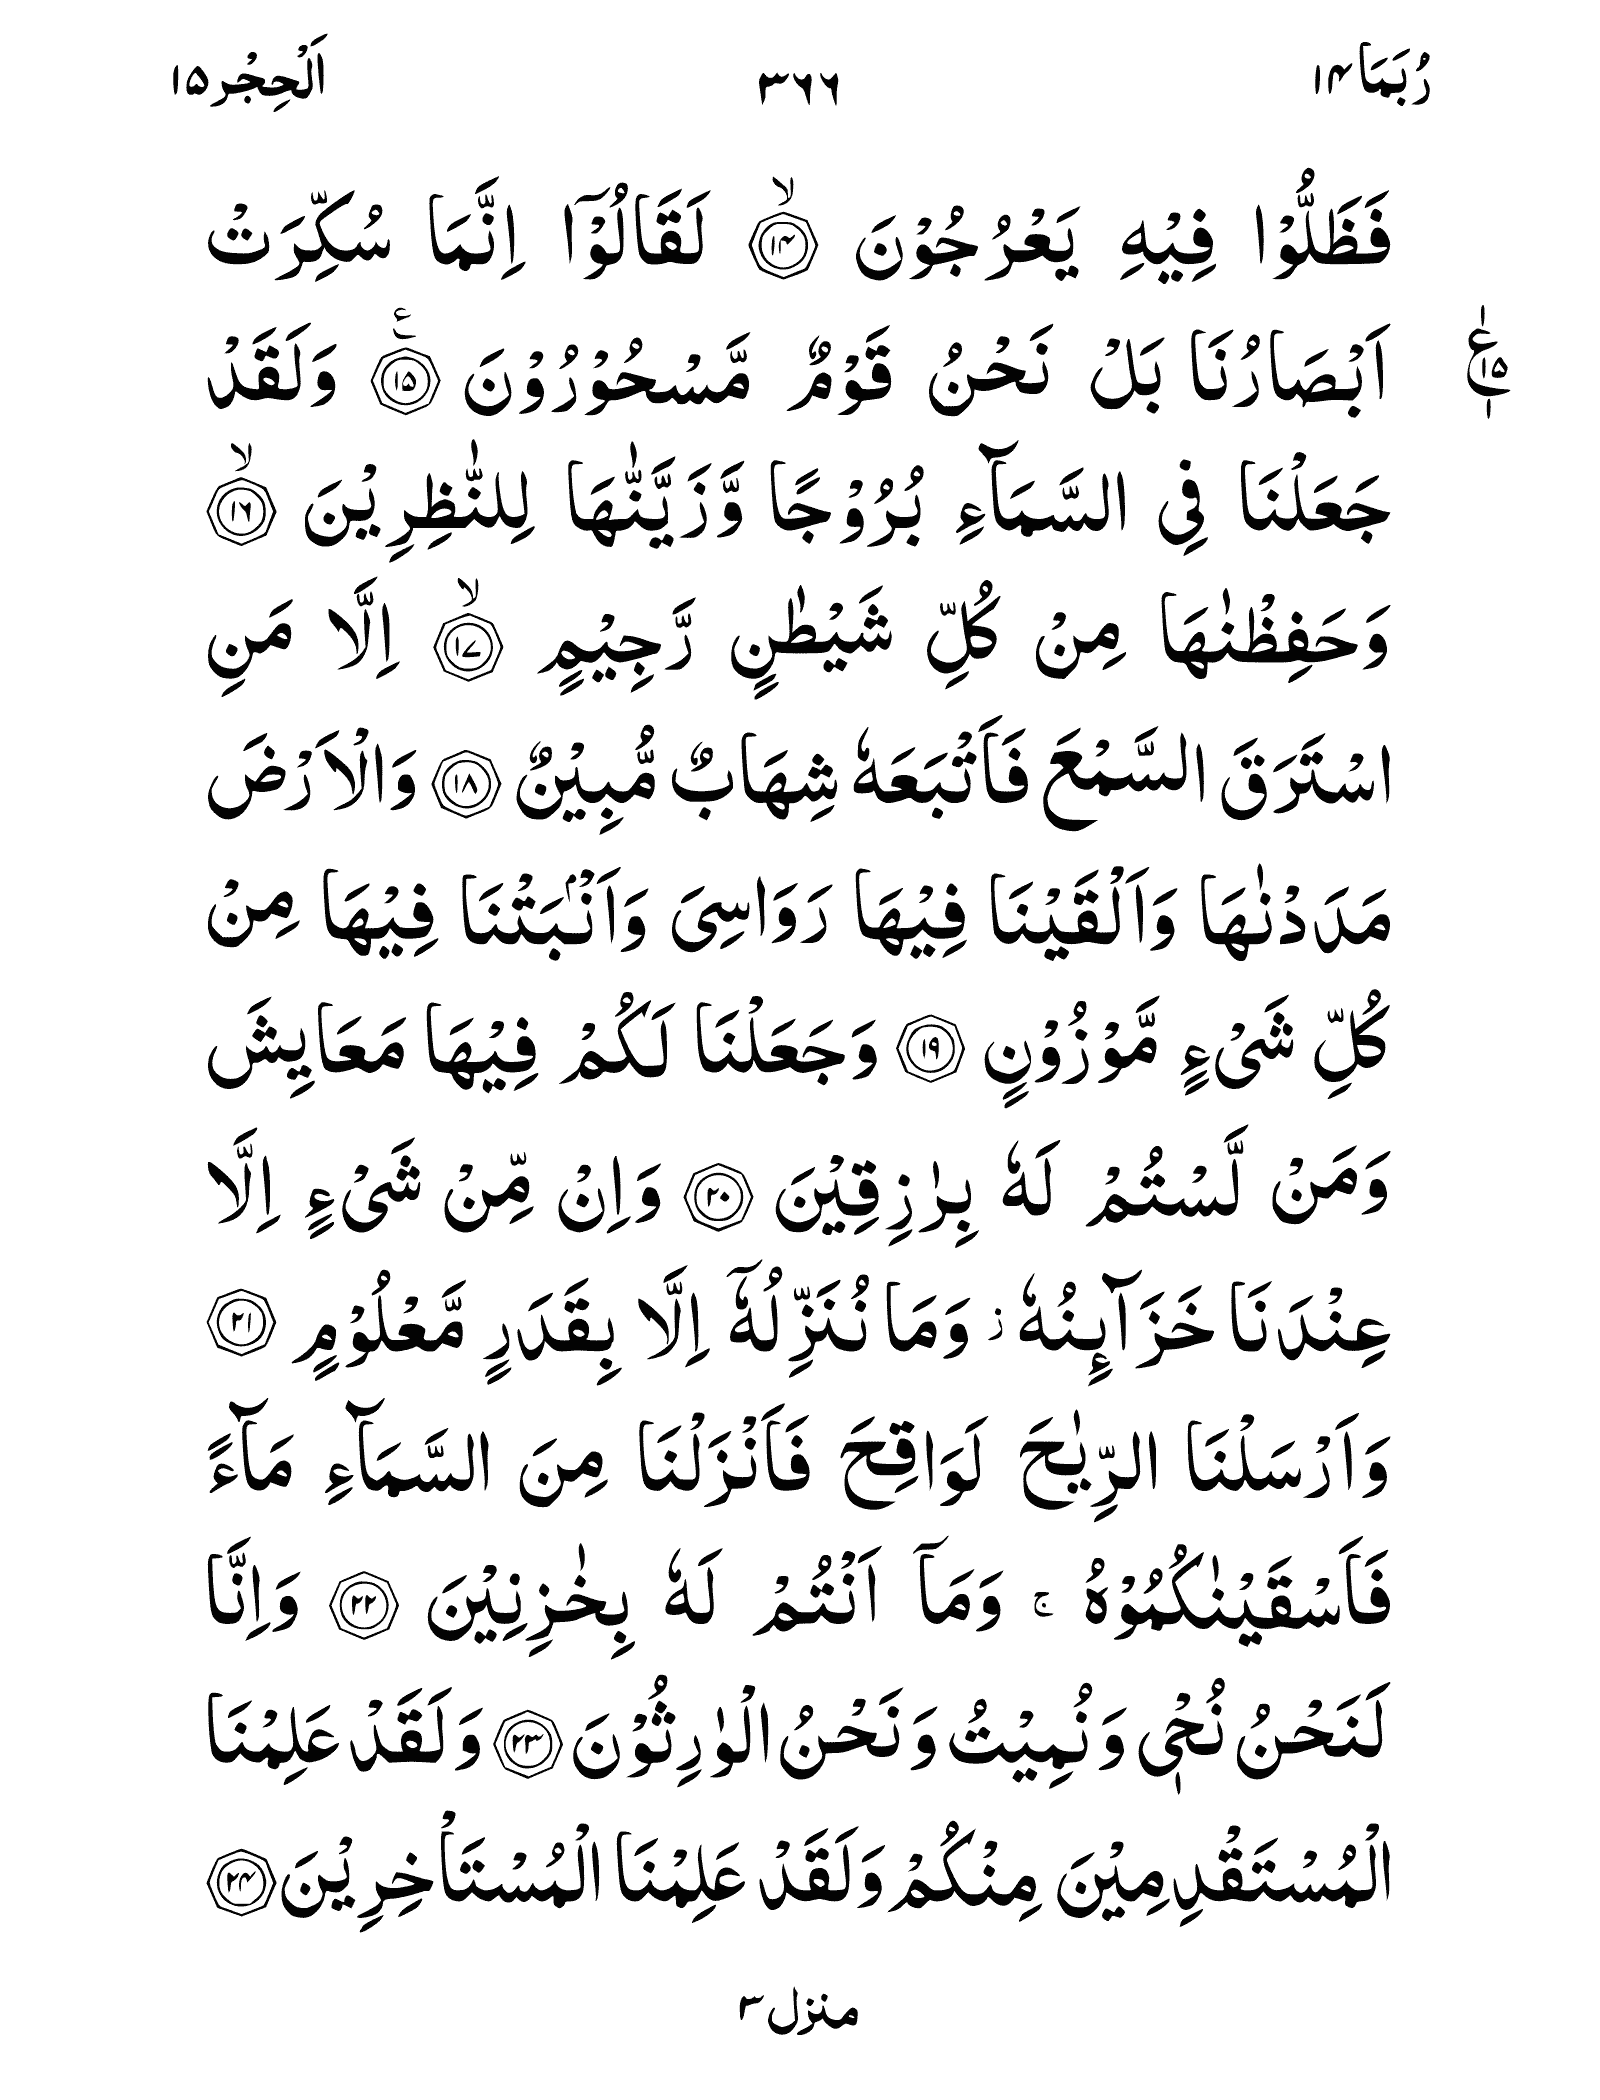 رُبَمَا ۱۴ ۳۶۶ اَلْحِجْر ۱۵
فَظَلُّوْا فِيْهِ يَعْرُجُوْنَ ۙ‏﴿۱۴﴾ لَقَالُوْۤا اِنَّمَا سُكِّرَتْ
اَبْصَارُنَا بَلْ نَحْنُ قَوْمٌ مَّسْحُوْرُوْنَ ﴿۱۵﴾ ع وَلَقَدْ
ع ۱۵ ۱
جَعَلْنَا فِى السَّمَآءِ بُرُوْجًا وَّزَيَّنّٰهَا لِلنّٰظِرِيْنَ ۙ‏﴿۱۶﴾
وَحَفِظْنٰهَا مِنْ كُلِّ شَيْطٰنٍ رَّجِيْمٍ ۙ‏﴿۱۷﴾ اِلَّا مَنِ
اسْتَرَقَ السَّمْعَ فَاَتْبَعَهٗ شِهَابٌ مُّبِيْنٌ ﴿۱۸﴾ وَالْاَرْضَ
مَدَدْنٰهَا وَاَلْقَيْنَا فِيْهَا رَوَاسِىَ وَاَنْۢبَتْنَا فِيْهَا مِنْ
كُلِّ شَىْءٍ مَّوْزُوْنٍ ﴿۱۹﴾ وَجَعَلْنَا لَكُمْ فِيْهَا مَعَايِشَ
وَمَنْ لَّسْتُمْ لَهٗ بِرٰزِقِيْنَ ﴿۲۰﴾ وَاِنْ مِّنْ شَىْءٍ اِلَّا
عِنْدَنَا خَزَآئِنُهٗ ز وَمَا نُنَزِّلُهٗۤ اِلَّا بِقَدَرٍ مَّعْلُوْمٍ ﴿۲۱﴾
وَاَرْسَلْنَا الرِّيٰحَ لَوَاقِحَ فَاَنْزَلْنَا مِنَ السَّمَآءِ مَآءً
فَاَسْقَيْنٰكُمُوْهُ ۚ وَمَاۤ اَنْتُمْ لَهٗ بِخٰزِنِيْنَ ﴿۲۲﴾ وَاِنَّا
لَنَحْنُ نُحْىٖ وَنُمِيْتُ وَنَحْنُ الْوٰرِثُوْنَ ﴿۲۳﴾ وَلَقَدْ عَلِمْنَا
الْمُسْتَقْدِمِيْنَ مِنْكُمْ وَلَقَدْ عَلِمْنَا الْمُسْتَاْخِرِيْنَ ﴿۲۴﴾
منزل ۳